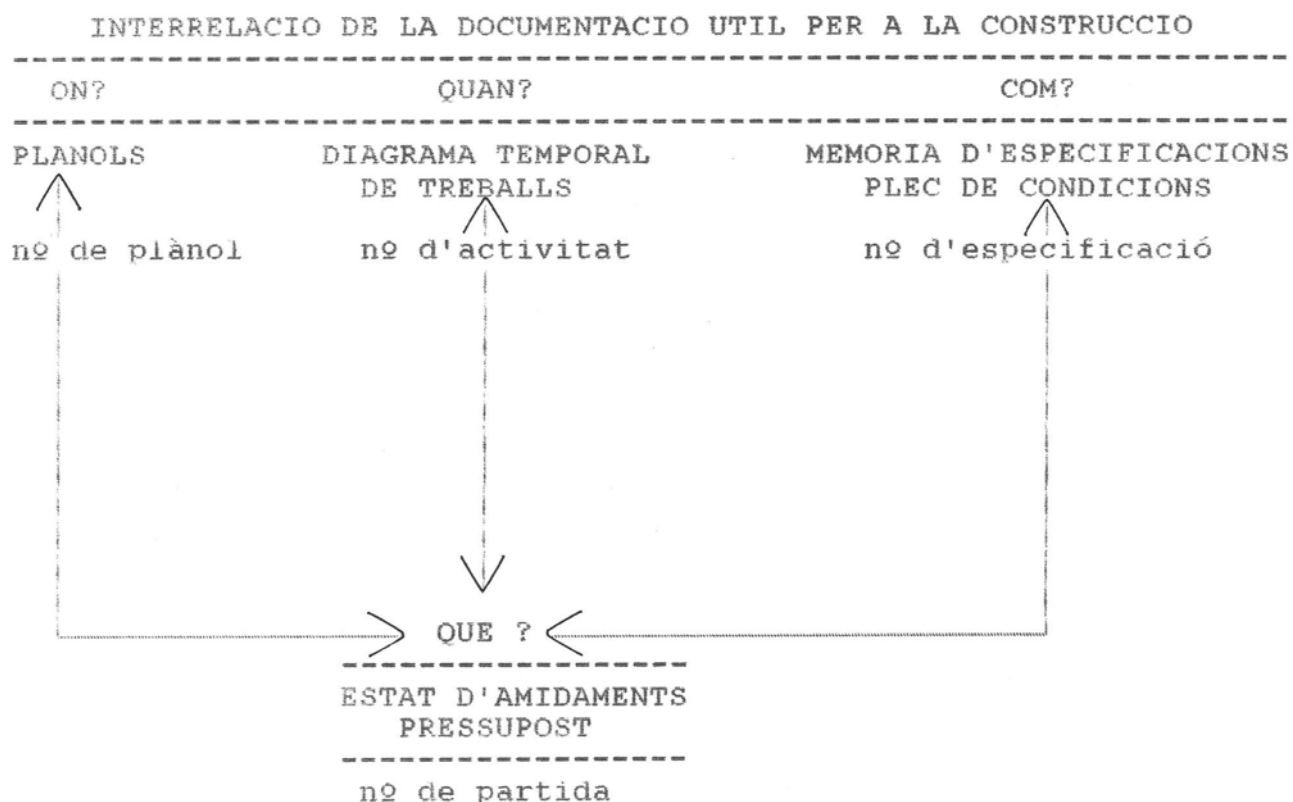 INTERRELACIO DE LA DOCUMENTACIO UTIL PER A LA CONSTRUCCIO
ON? QUAN? COM?
PLANOLS DIAGRAMA TEMPORAL MEMORIA D'ESPECIFICACIONS
DE TREBALLS PLEC DE CONDICIONS
nº de plànol nº d'activitat nº d'especificació
QUE ?
ESTAT D'AMIDAMENTS
PRESSUPOST
nº de partida